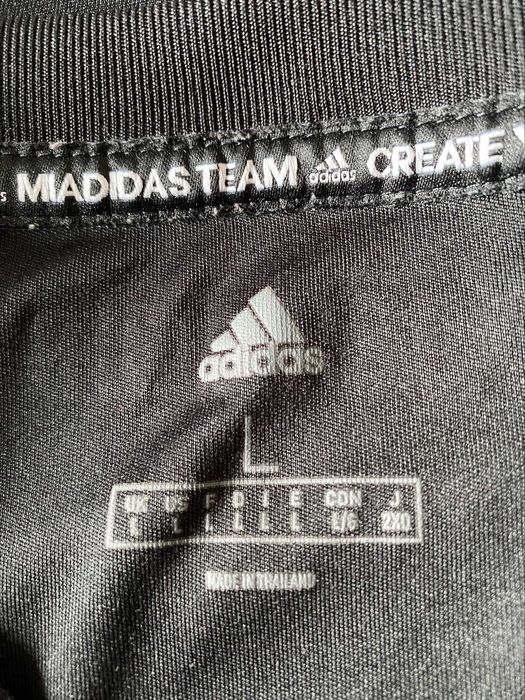 MIADIDAS TEAM adidas CREATE
adidas
L
UK US F D I E CDN J
L L L L L L L/G 2XO
MADE IN THAILAND